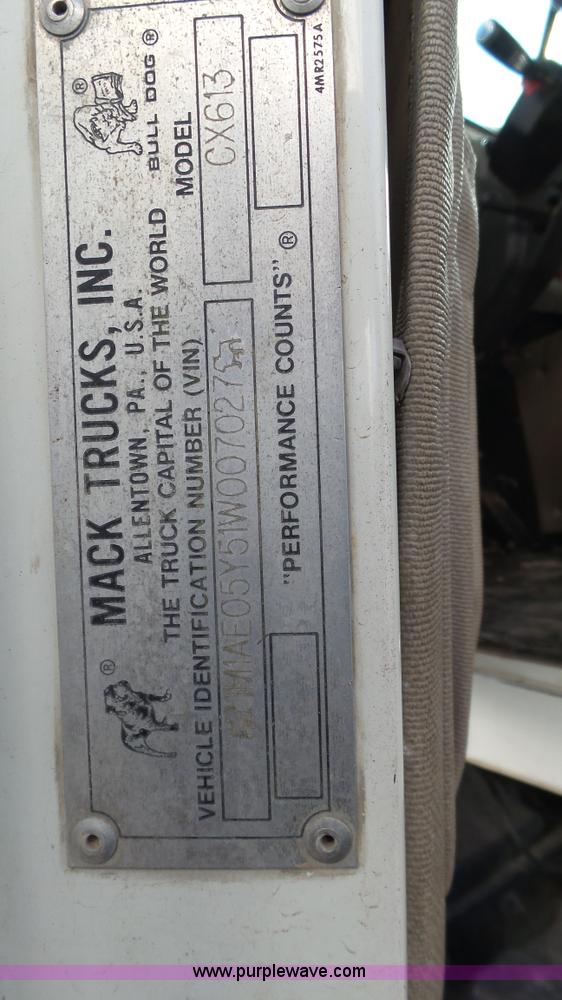 4MR2575A
® ®
MACK TRUCKS, INC.
ALLENTOWN, PA., U.S.A.
THE TRUCK CAPITAL OF THE WORLD BULL DOG ®
VEHICLE IDENTIFICATION NUMBER (VIN) MODEL
1M1AE05Y51W007027 CX613
"PERFORMANCE COUNTS" ®
www.purplewave.com